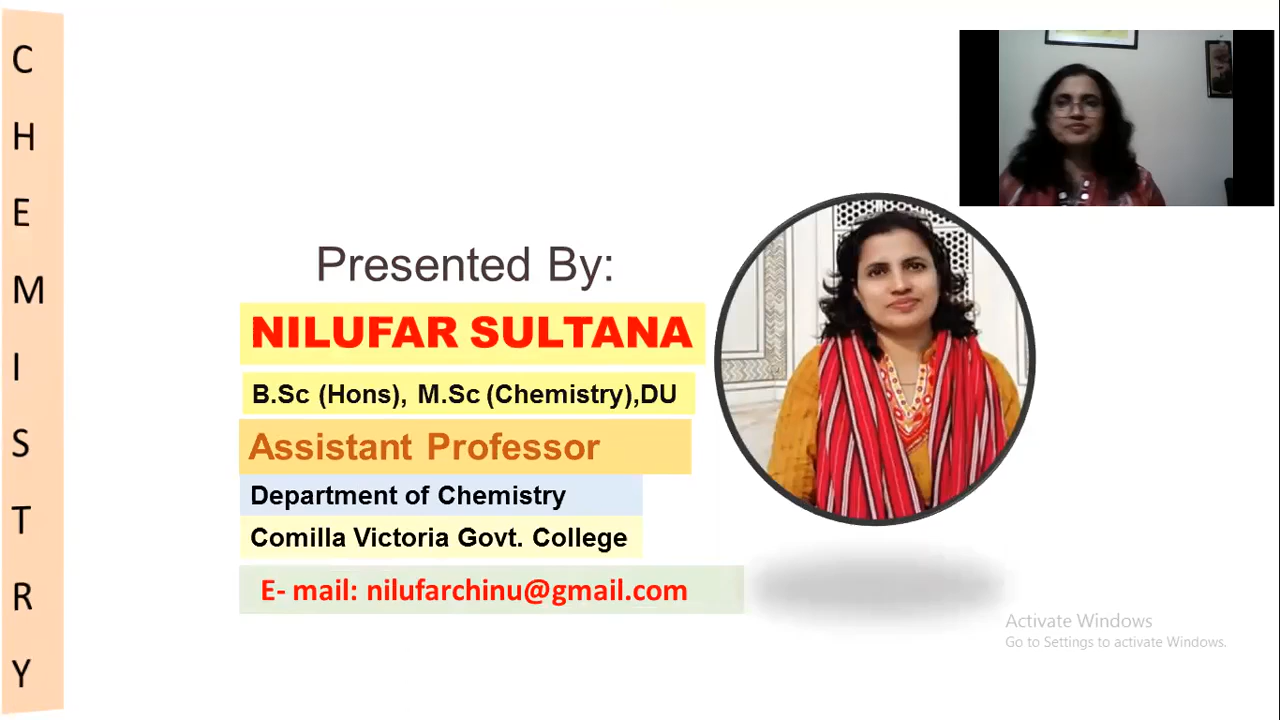 CHEMISTRY
Presented By:
NILUFAR SULTANA
B.Sc (Hons), M.Sc (Chemistry),DU
Assistant Professor
Department of Chemistry
Comilla Victoria Govt. College
E- mail: nilufarchinu@gmail.com
Activate Windows
Go to Settings to activate Windows.